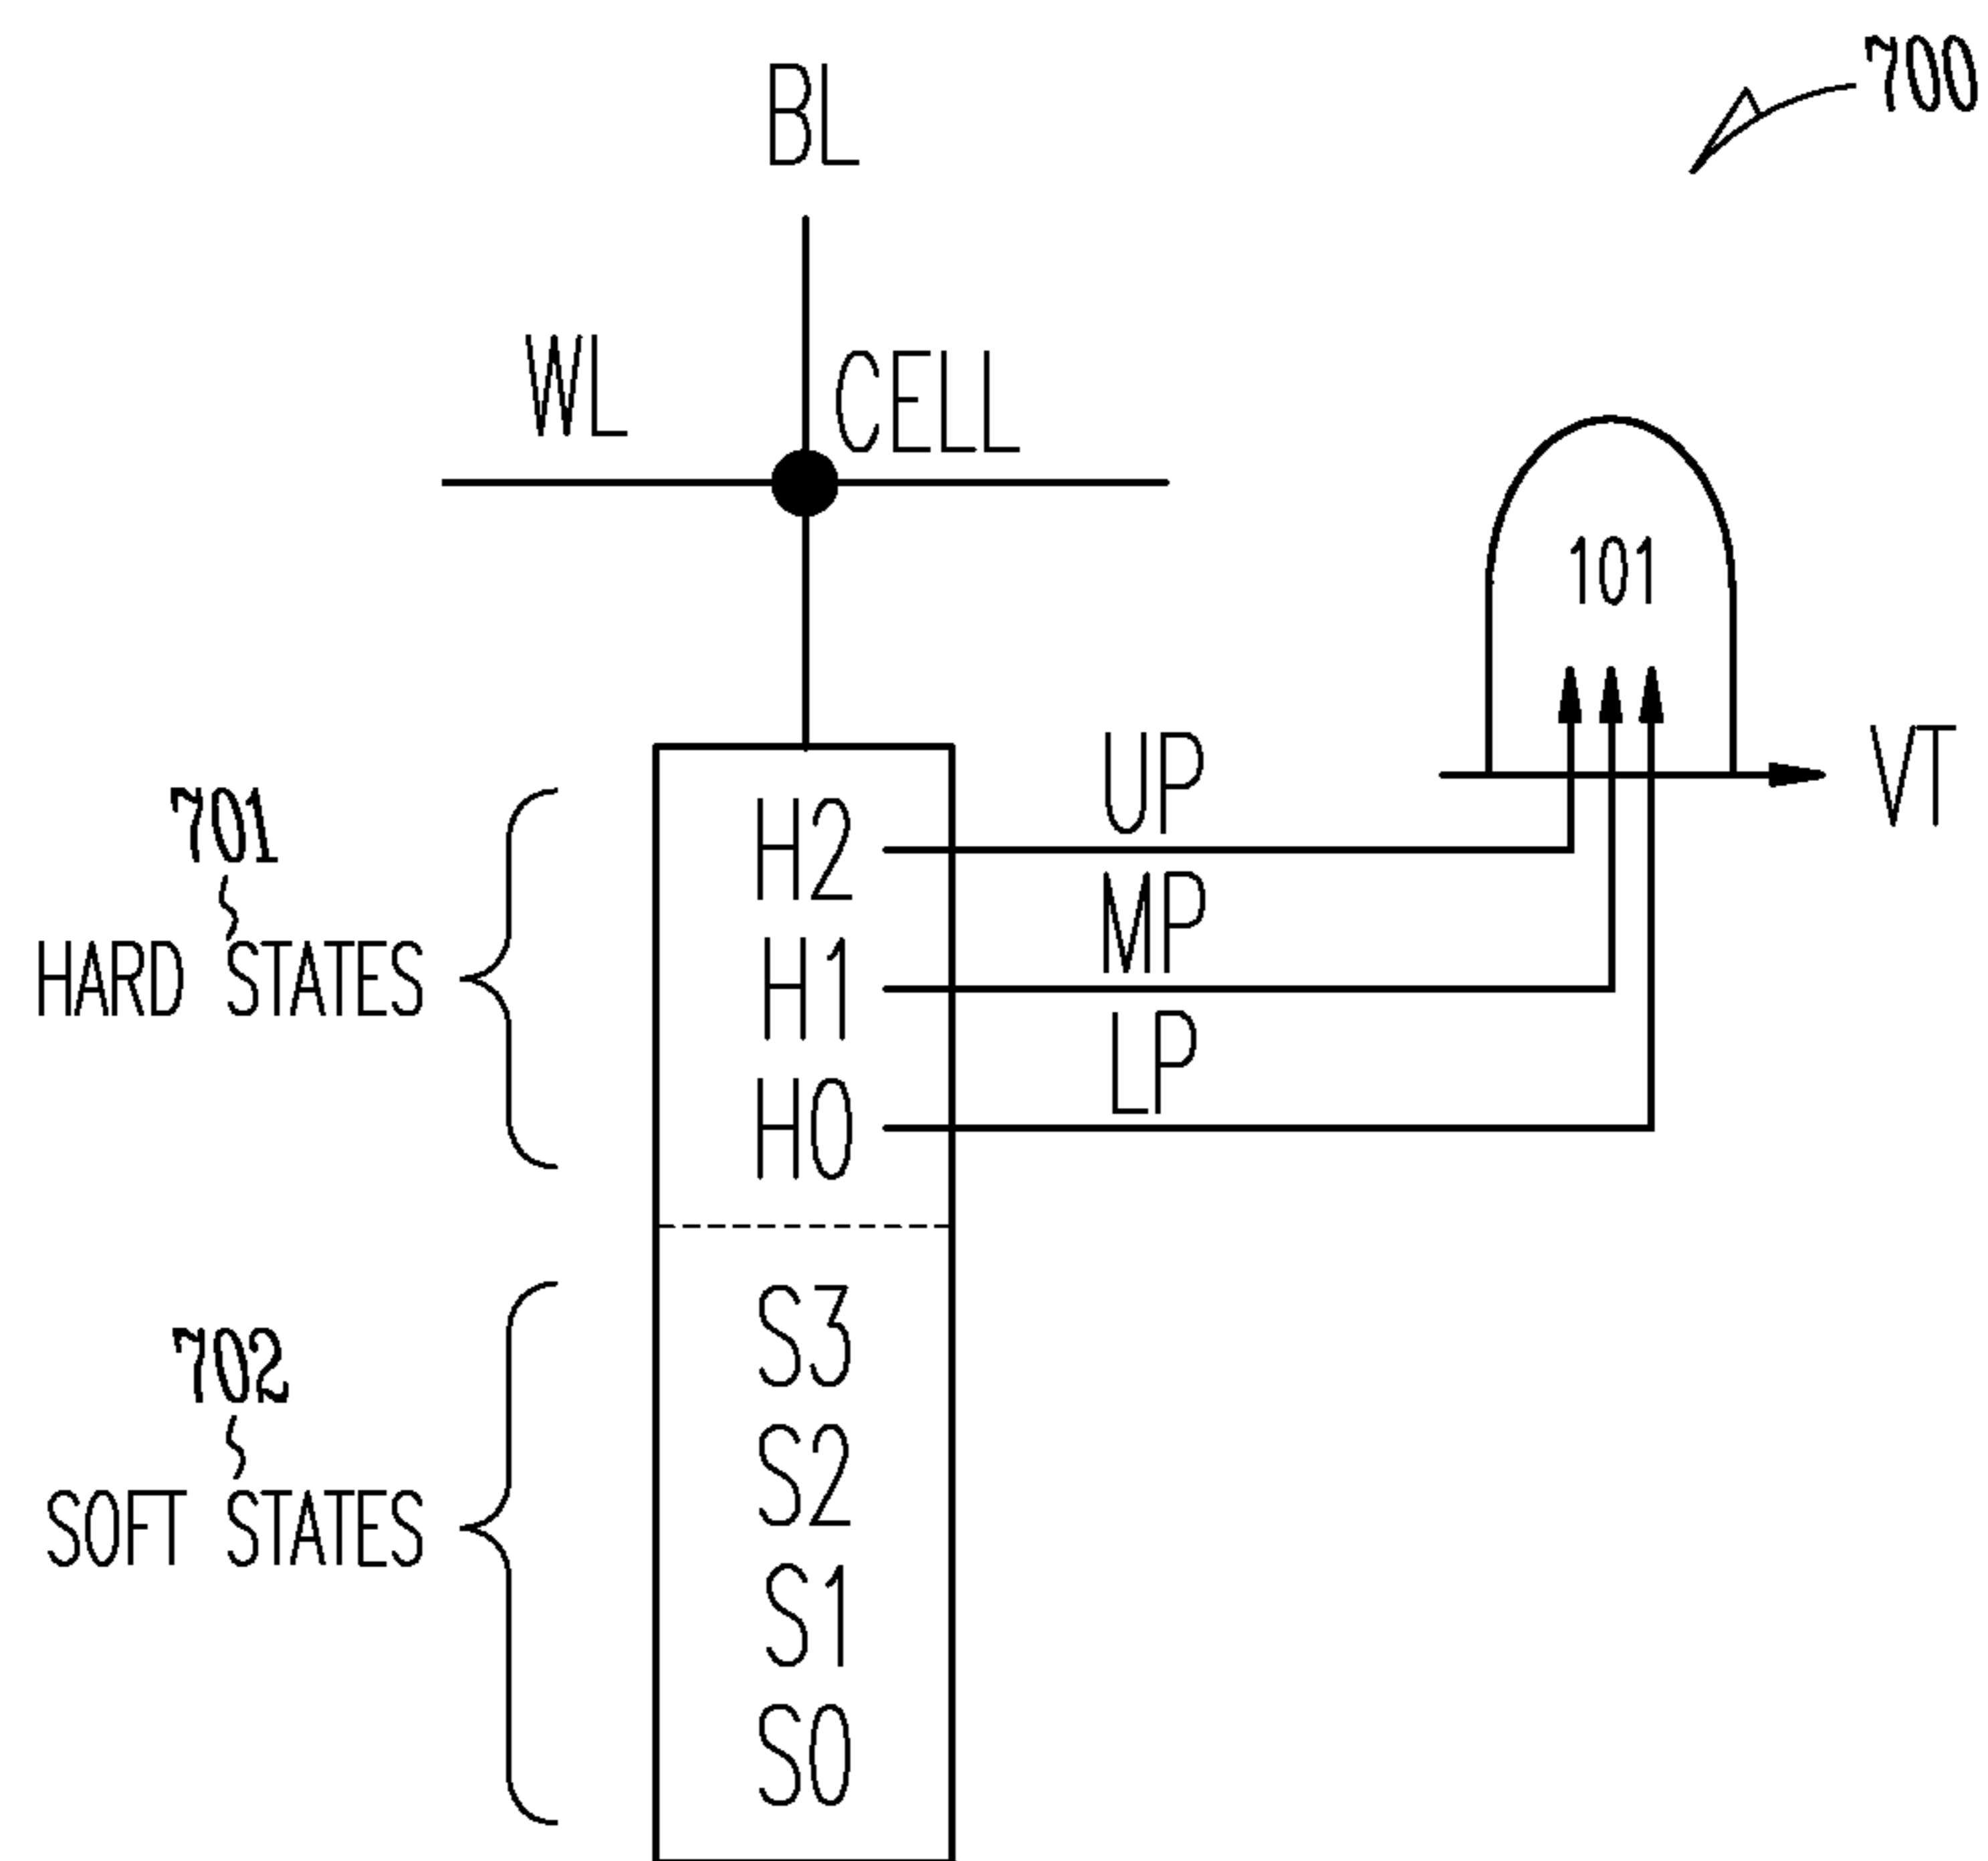 700
BL
WL
CELL
101
VT
UP
MP
LP
701
HARD STATES
H2
H1
H0
702
SOFT STATES
S3
S2
S1
S0